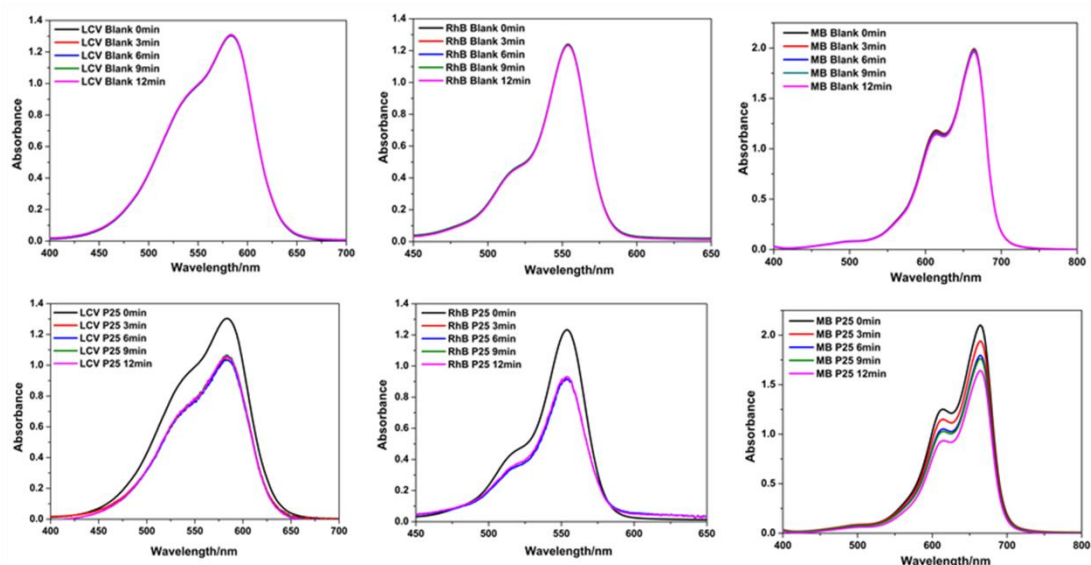 LCV Blank 0min
LCV Blank 3min
LCV Blank 6min
LCV Blank 9min
LCV Blank 12min
1.4
1.2
1.0
0.8
0.6
0.4
0.2
0.0
Absorbance
400 450 500 550 600 650 700
Wavelength/nm
RhB Blank 0min
RhB Blank 3min
RhB Blank 6min
RhB Blank 9min
RhB Blank 12min
1.4
1.2
1.0
0.8
0.6
0.4
0.2
0.0
Absorbance
450 500 550 600 650
Wavelength/nm
MB Blank 0min
MB Blank 3min
MB Blank 6min
MB Blank 9min
MB Blank 12min
2.0
1.5
1.0
0.5
0.0
Absorbance
400 500 600 700 800
Wavelength/nm
LCV P25 0min
LCV P25 3min
LCV P25 6min
LCV P25 9min
LCV P25 12min
1.4
1.2
1.0
0.8
0.6
0.4
0.2
0.0
Absorbance
400 450 500 550 600 650 700
Wavelength/nm
RhB P25 0min
RhB P25 3min
RhB P25 6min
RhB P25 9min
RhB P25 12min
1.4
1.2
1.0
0.8
0.6
0.4
0.2
0.0
Absorbance
450 500 550 600 650
Wavelength/nm
MB P25 0min
MB P25 3min
MB P25 6min
MB P25 9min
MB P25 12min
2.0
1.5
1.0
0.5
0.0
Absorbance
400 500 600 700 800
Wavelength/nm